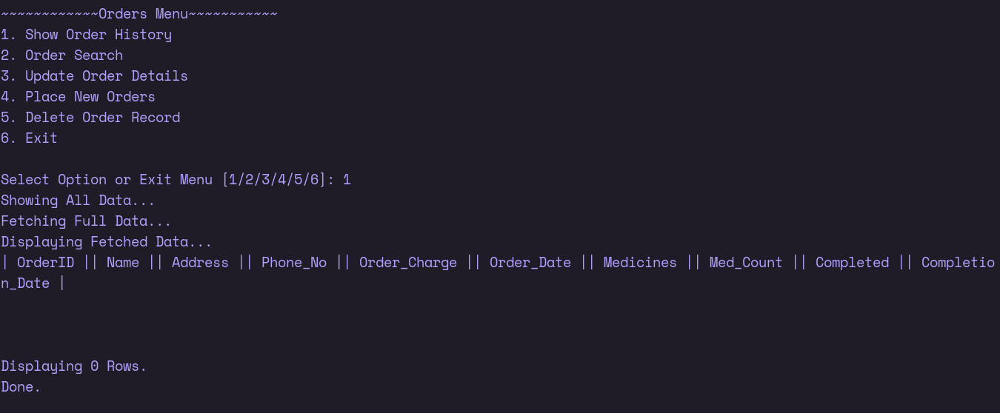 ~~~~~~~~~~~~Orders Menu~~~~~~~~~~~
1. Show Order History
2. Order Search
3. Update Order Details
4. Place New Orders
5. Delete Order Record
6. Exit
Select Option or Exit Menu [1/2/3/4/5/6]: 1
Showing All Data...
Fetching Full Data...
Displaying Fetched Data...
| OrderID || Name || Address || Phone_No || Order_Charge || Order_Date || Medicines || Med_Count || Completed || Completio
n_Date |
Displaying 0 Rows.
Done.